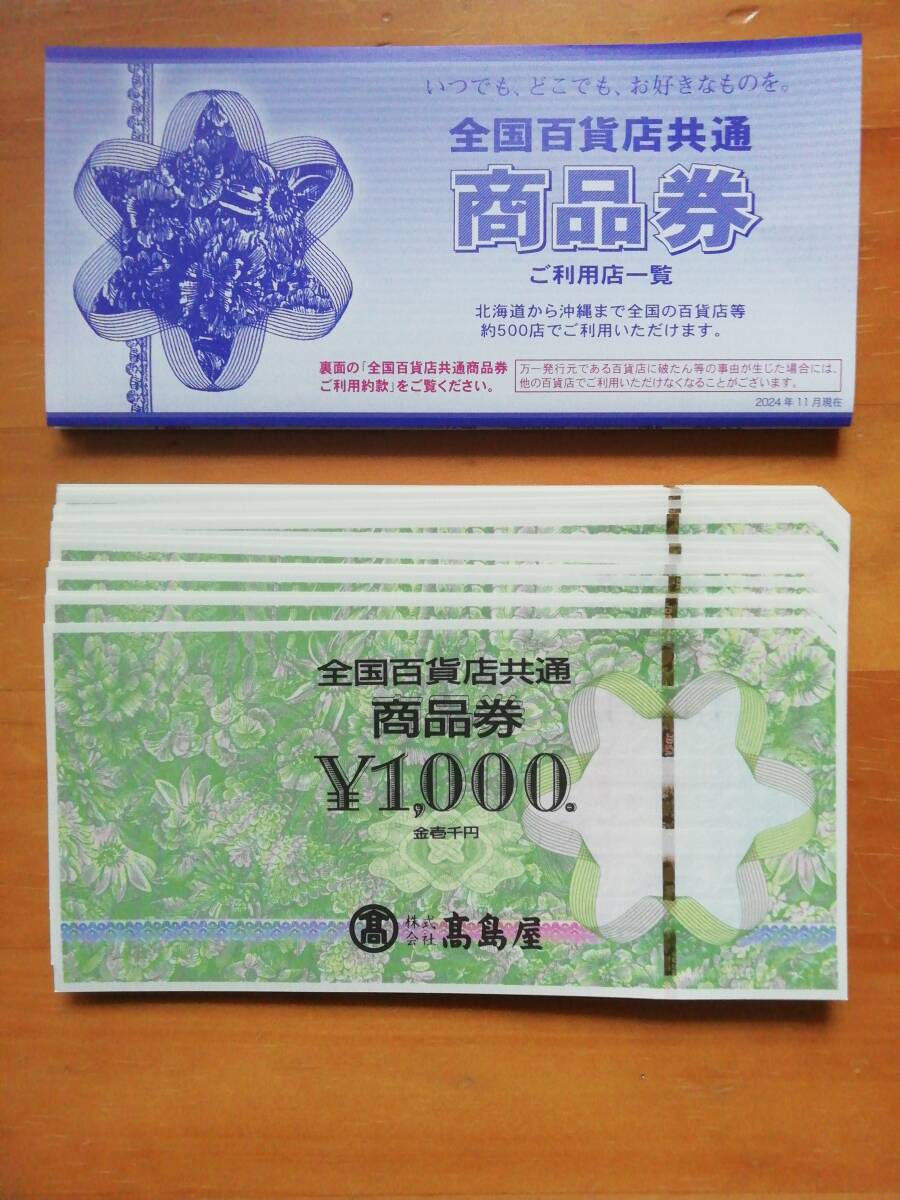 いつでも、どこでも、お好きなものを。
全国百貨店共通
商品券
ご利用店一覧
北海道から沖縄まで全国の百貨店等
約500店でご利用いただけます。
裏面の「全国百貨店共通商品券
ご利用約款」をご覧ください。
万一発行元である百貨店に破たん等の事由が生じた場合には、
他の百貨店でご利用いただけなくなることがございます。
2024年11月現在
全国百貨店共通
商品券
¥1,000.
金壱千円
髙 株式会社 髙島屋